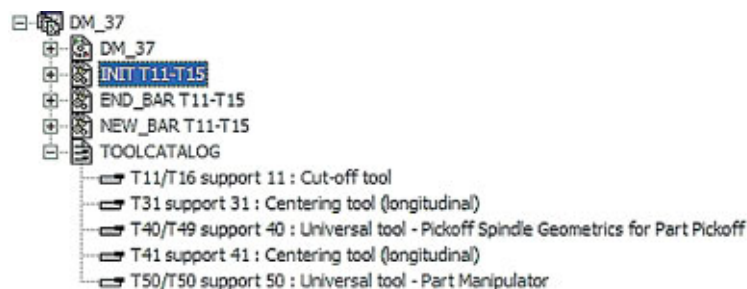 DM_37
DM_37
INIT T11-T15
END_BAR T11-T15
NEW_BAR T11-T15
TOOLCATALOG
T11/T16 support 11 : Cut-off tool
T31 support 31 : Centering tool (longitudinal)
T40/T49 support 40 : Universal tool - Pickoff Spindle Geometrics for Part Pickoff
T41 support 41 : Centering tool (longitudinal)
T50/T50 support 50 : Universal tool - Part Manipulator